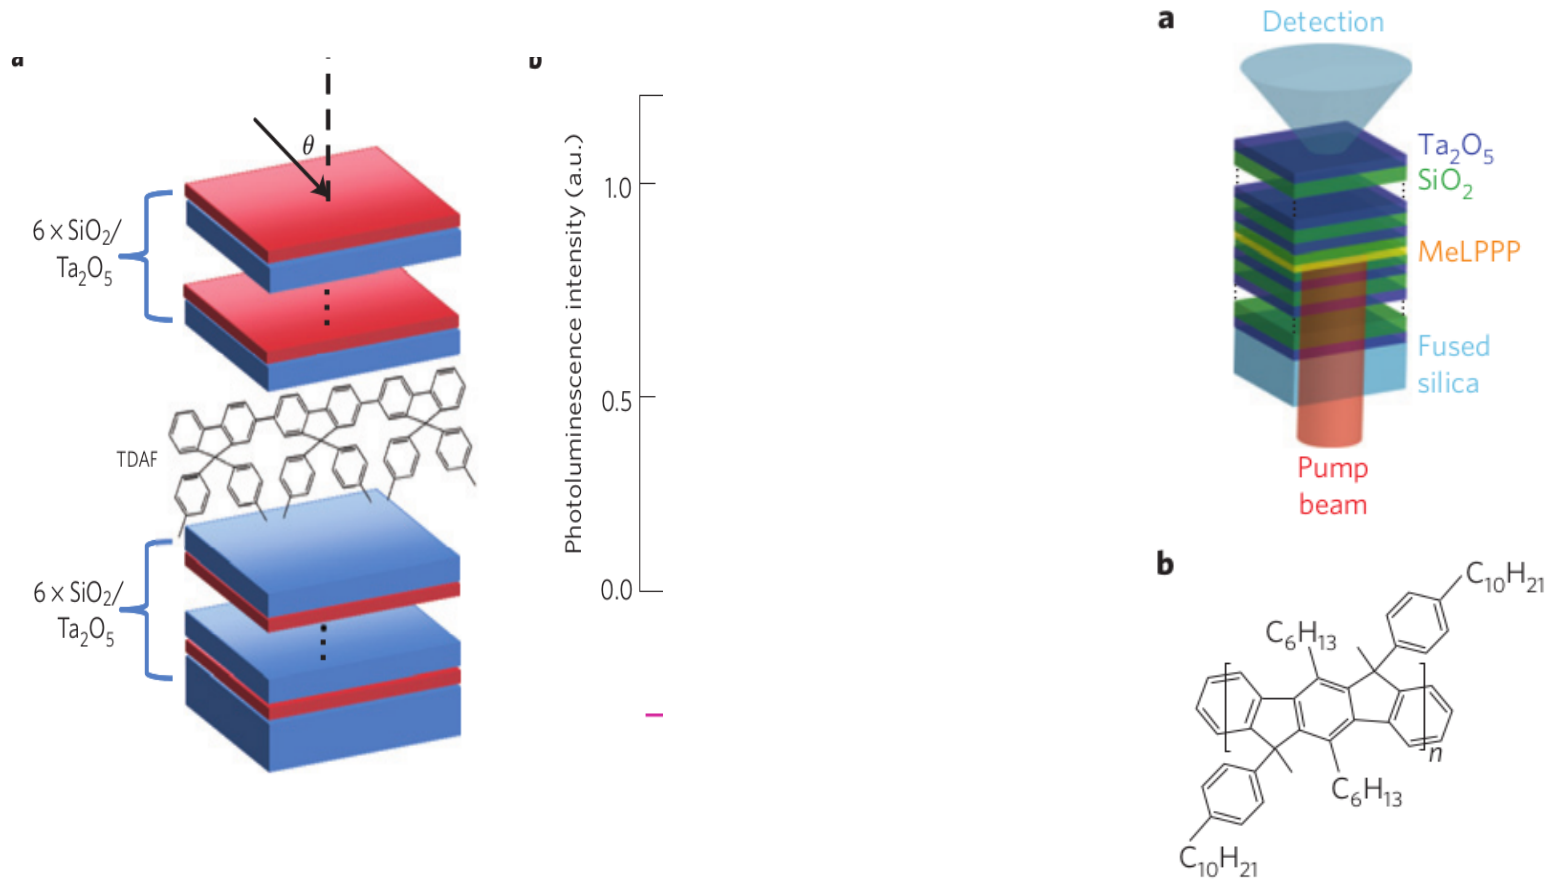 a
θ
6 x SiO2/
Ta2O5
TDAF
6 x SiO2/
Ta2O5
b
Photoluminescence intensity (a.u.)
1.0
0.5
0.0
a
Detection
Ta2O5
SiO2
MeLPPP
Fused
silica
Pump
beam
b
C10H21
C6H13
n
C6H13
C10H21